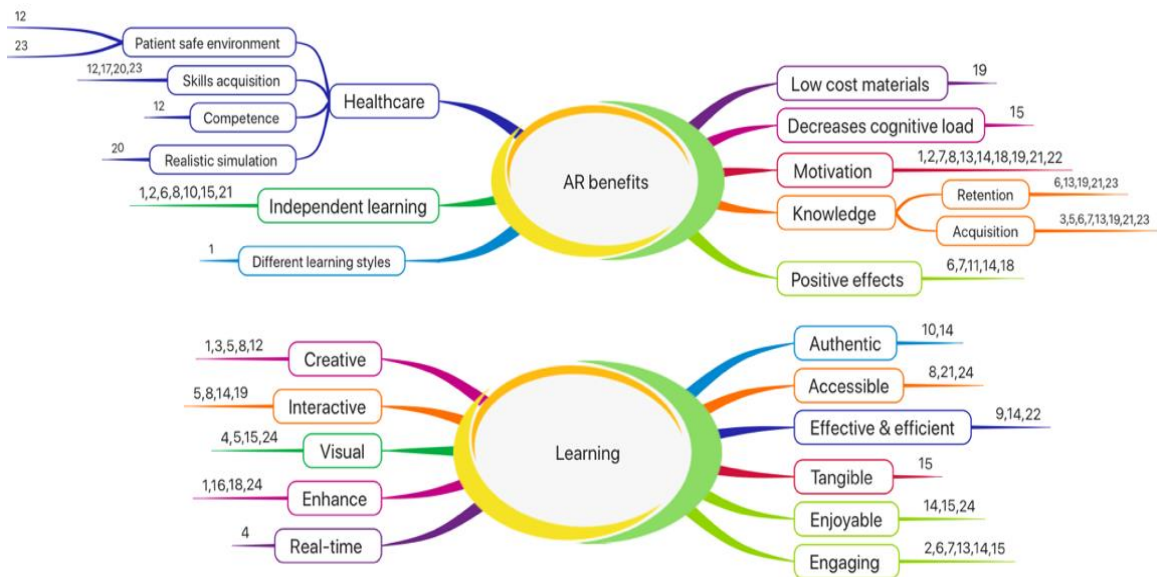 AR benefits
Healthcare
Patient safe environment
12
23
Skills acquisition
12,17,20,23
Competence
12
Realistic simulation
20
Independent learning
1,2,6,8,10,15,21
Different learning styles
1
Low cost materials
19
Decreases cognitive load
15
Motivation
1,2,7,8,13,14,18,19,21,22
Knowledge
Retention
6,13,19,21,23
Acquisition
3,5,6,7,13,19,21,23
Positive effects
6,7,11,14,18
Learning
Creative
1,3,5,8,12
Interactive
5,8,14,19
Visual
4,5,15,24
Enhance
1,16,18,24
Real-time
4
Authentic
10,14
Accessible
8,21,24
Effective & efficient
9,14,22
Tangible
15
Enjoyable
14,15,24
Engaging
2,6,7,13,14,15